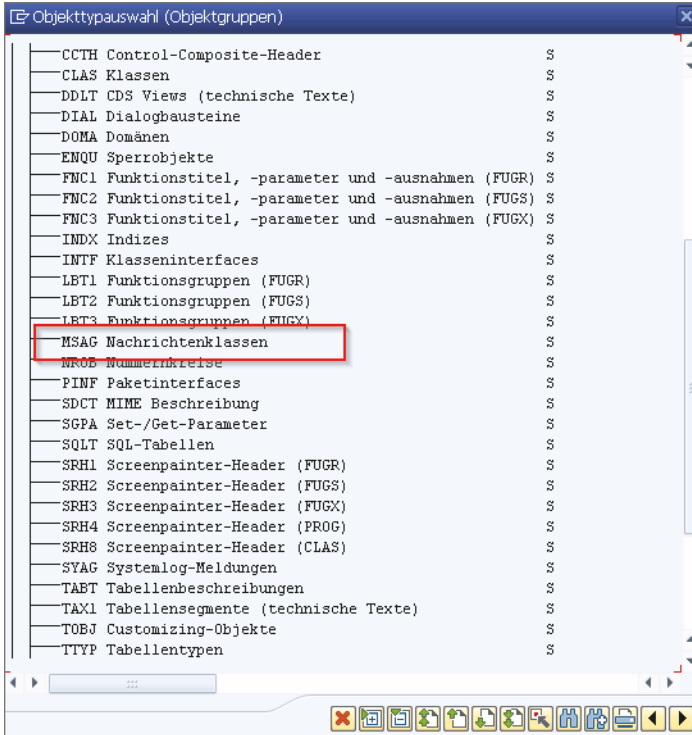 Objekttypauswahl (Objektgruppen)
CCTH Control-Composite-Header S
CLAS Klassen S
DDLT CDS Views (technische Texte) S
DIAL Dialogbausteine S
DOMA Domänen S
ENQU Sperrobjekte S
FNC1 Funktionstitel, -parameter und -ausnahmen (FUGR) S
FNC2 Funktionstitel, -parameter und -ausnahmen (FUGS) S
FNC3 Funktionstitel, -parameter und -ausnahmen (FUGX) S
INDX Indizes S
INTF Klasseninterfaces S
LBT1 Funktionsgruppen (FUGR) S
LBT2 Funktionsgruppen (FUGS) S
LBT3 Funktionsgruppen (FUGX) S
MSAG Nachrichtenklassen S
NROB Nummernkreise S
PINF Paketinterfaces S
SDCT MIME Beschreibung S
SGPA Set-/Get-Parameter S
SQLT SQL-Tabellen S
SRH1 Screenpainter-Header (FUGR) S
SRH2 Screenpainter-Header (FUGS) S
SRH3 Screenpainter-Header (FUGX) S
SRH4 Screenpainter-Header (PROG) S
SRH8 Screenpainter-Header (CLAS) S
SYAG Systemlog-Meldungen S
TABT Tabellenbeschreibungen S
TAX1 Tabellensegmente (technische Texte) S
TOBJ Customizing-Objekte S
TTYP Tabellentypen S